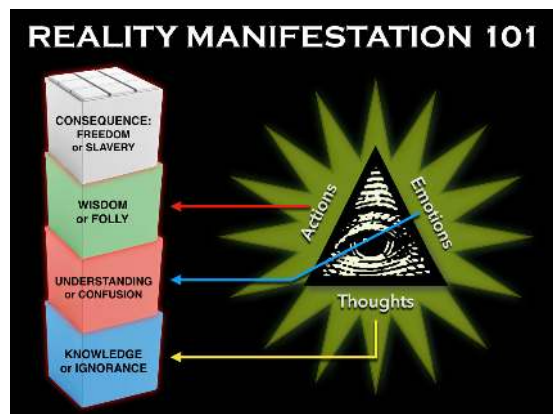 REALITY MANIFESTATION 101
CONSEQUENCE:
FREEDOM
or SLAVERY
WISDOM
or FOLLY
UNDERSTANDING
or CONFUSION
KNOWLEDGE
or IGNORANCE
Actions
Emotions
Thoughts